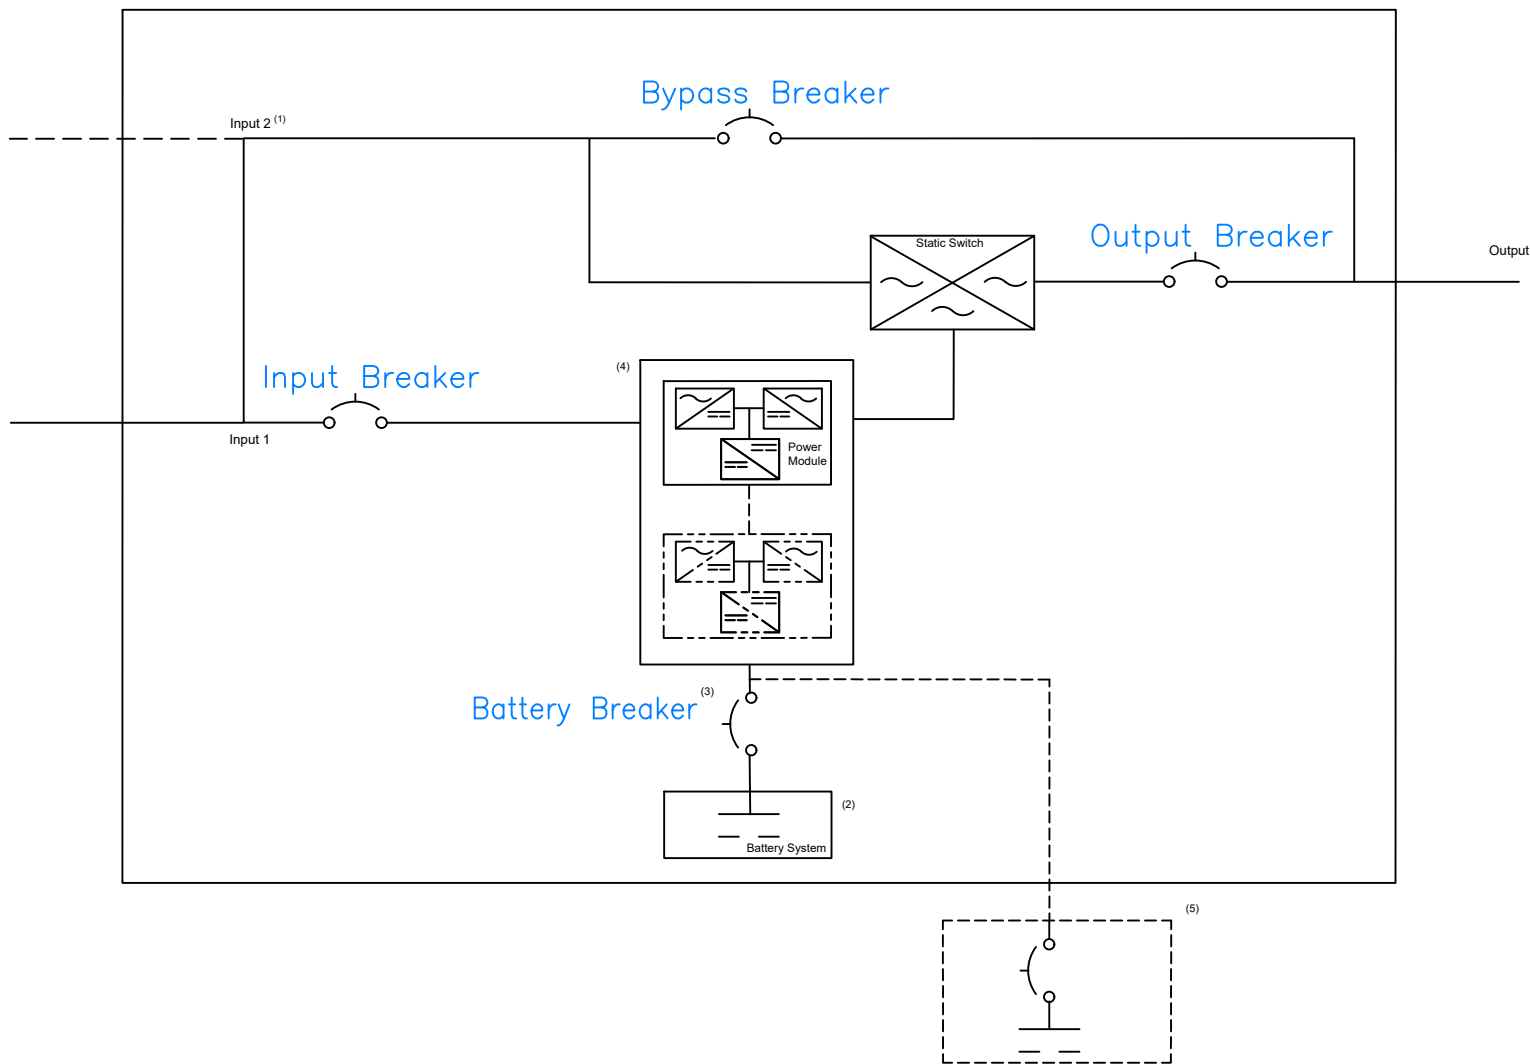 Bypass Breaker
Input 2 (1)
Output Breaker
Static Switch
Output
Input Breaker
(4)
Input 1
Power
Module
Battery Breaker
(3)
(2)
Battery System
(5)